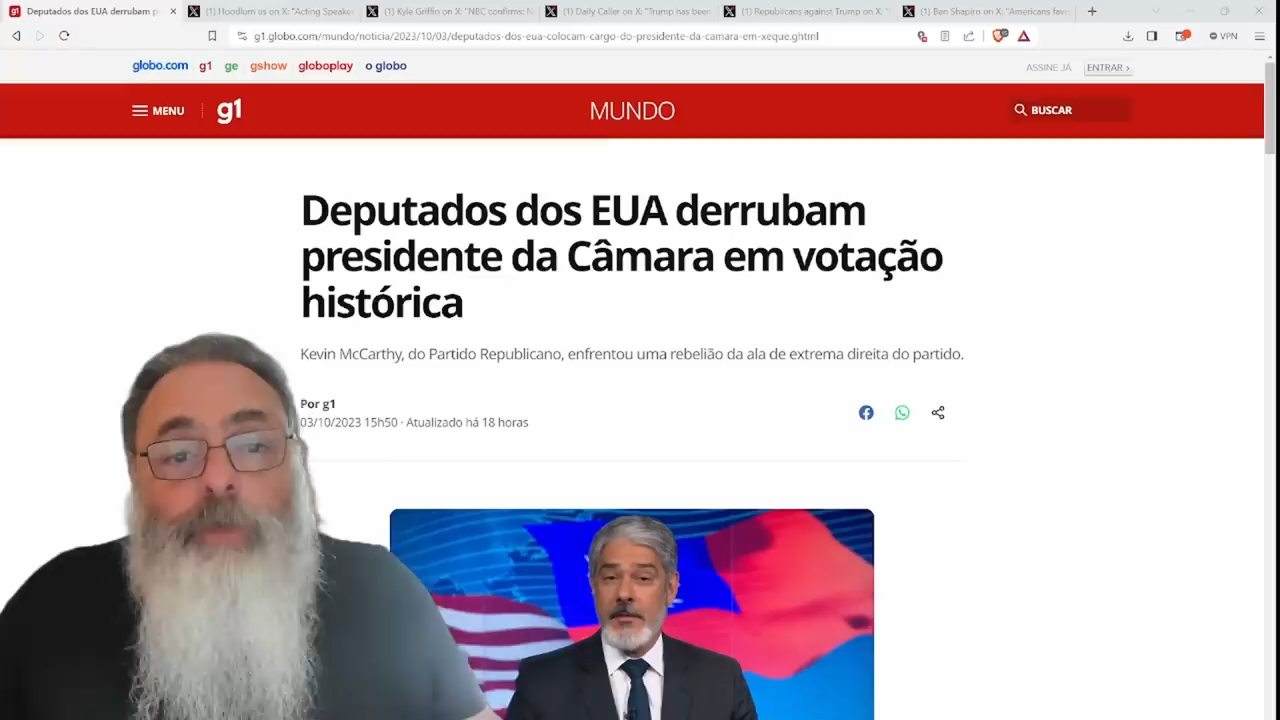 Deputados dos EUA derrubam p
(1) Hoodlum us on X: "Acting Speake
(1) Kyle Griffin on X: "NBC confirms: N
(1) Daily Caller on X: "Trump has been
(1) Republicans against Trump on X: "
(1) Ben Shapiro on X: "Americans favo
g1.globo.com/mundo/noticia/2023/10/03/deputados-dos-eua-colocam-cargo-do-presidente-da-camara-em-xeque.ghtml
VPN
globo.com g1 ge gshow globoplay o globo
ASSINE JÁ ENTRAR ›
MENU g1 MUNDO BUSCAR
Deputados dos EUA derrubam
presidente da Câmara em votação
histórica
Kevin McCarthy, do Partido Republicano, enfrentou uma rebelião da ala de extrema direita do partido.
Por g1
03/10/2023 15h50 · Atualizado há 18 horas